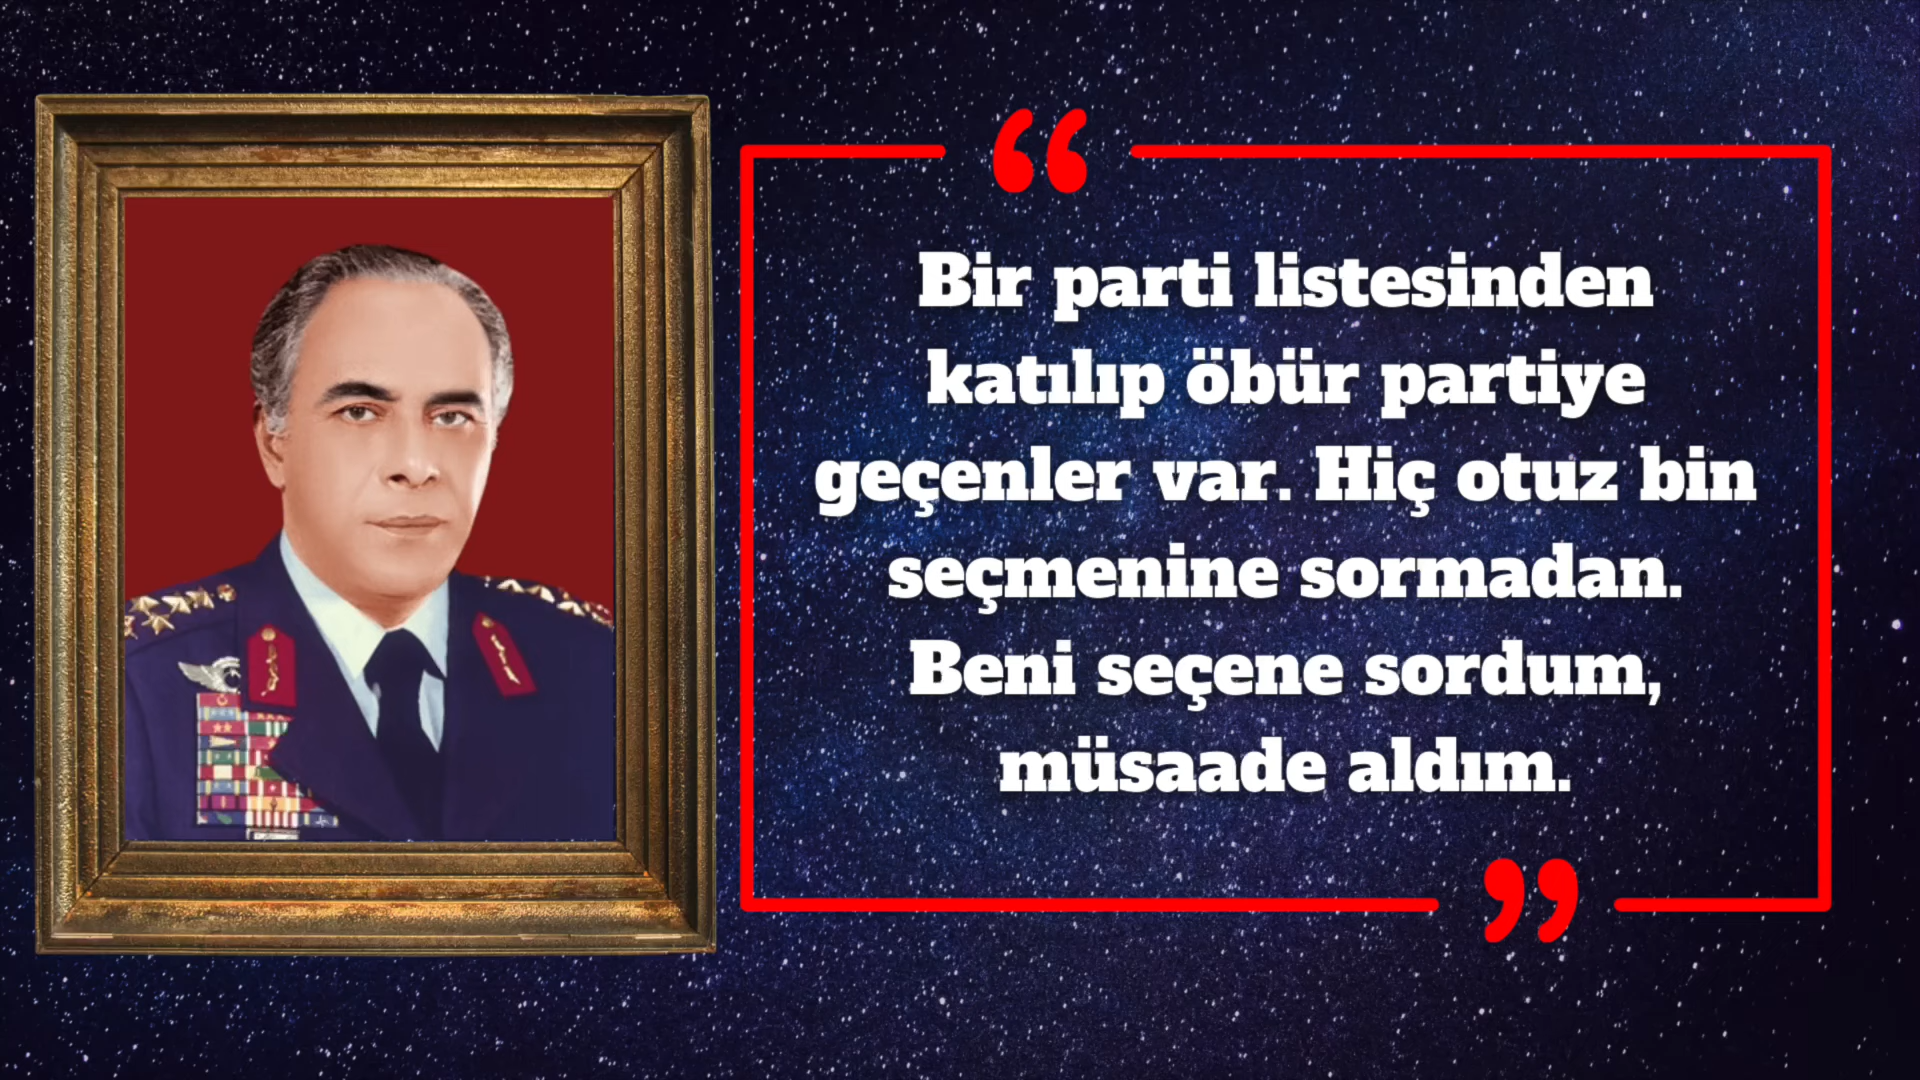 “
Bir parti listesinden
katılıp öbür partiye
geçenler var. Hiç otuz bin
seçmenine sormadan.
Beni seçene sordum,
müsaade aldım.
”